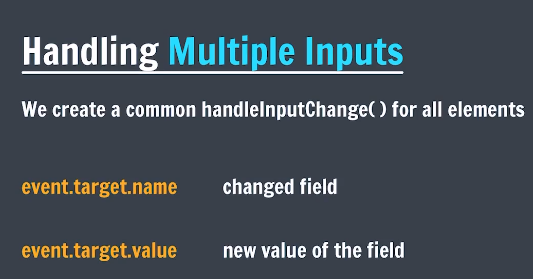 Handling Multiple Inputs
We create a common handleInputChange( ) for all elements
event.target.name changed field
event.target.value new value of the field